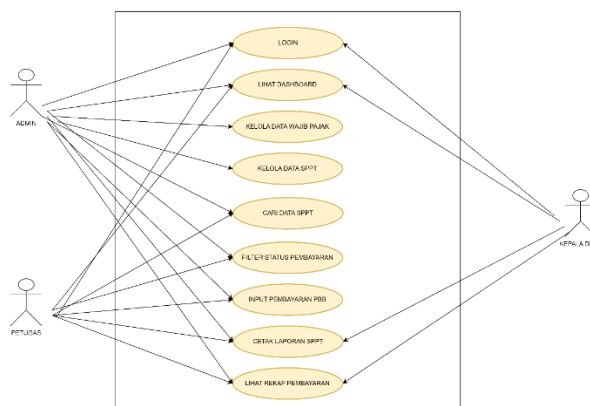 LOGIN
LIHAT DASHBOARD
ADMIN
KELOLA DATA WAJIB PAJAK
KELOLA DATA SPPT
CARI DATA SPPT
KEPALA
FILTER STATUS PEMBAYARAN
INPUT PEMBAYARAN PBB
PETUGAS
CETAK LAPORAN SPPT
LIHAT REKAP PEMBAYARAN